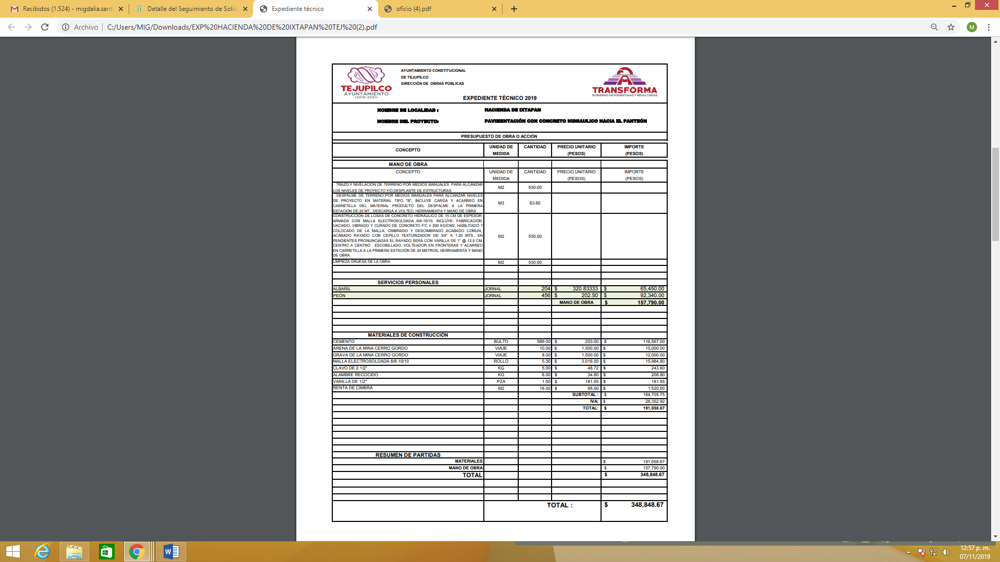 Recibidos (1.524) - migdalia.sant
Detalle del Seguimiento de Solic
Expediente técnico
oficio (4).pdf
Archivo
C:/Users/MIG/Downloads/EXP%20HACIENDA%20DE%20IXTAPAN%20TEJ%20(2).pdf
M
TEJUPILCO
AYUNTAMIENTO
•2019-2021•
AYUNTAMIENTO CONSTITUCIONAL
DE TEJUPILCO
DIRECCIÓN DE OBRAS PÚBLICAS
TRANSFORMA
GOBIERNO DE HONESTIDAD Y RESULTADOS
EXPEDIENTE TÉCNICO 2019
NOMBRE DE LOCALIDAD : HACIENDA DE IXTAPAN
NOMBRE DEL PROYECTO: PAVIMENTACIÓN CON CONCRETO HIDRAULICO HACIA EL PANTEÓN
PRESUPUESTO DE OBRA O ACCIÓN
CONCEPTO UNIDAD DE MEDIDA CANTIDAD PRECIO UNITARIO (PESOS) IMPORTE (PESOS)
MANO DE OBRA
CONCEPTO UNIDAD DE MEDIDA CANTIDAD PRECIO UNITARIO (PESOS) IMPORTE (PESOS)
TRAZO Y NIVELACIÓN DE TERRENO POR MEDIOS MANUALES PARA ALCANZAR
LOS NIVELES DE PROYECTO Y/O DESPLANTE DE ESTRUCTURAS.
M2 530.00
DESPALME DE TERRENO POR MEDIOS MANUALES PARA ALCANZAR NIVELES
DE PROYECTO EN MATERIAL TIPO "B", INCLUYE CARGA Y ACARREO EN
CARRETILLA DEL MATERIAL PRODUCTO DEL DESPALME A LA PRIMERA
ESTACIÓN DE 20 MT., DESCARGA A VOLTEO, HERRAMIENTA Y MANO DE OBRA
M3 63.60
CONSTRUCCIÓN DE LOSAS DE CONCRETO HIDRÁULICO DE 15 CM DE ESPESOR,
ARMADA CON MALLA ELECTROSOLDADA 6/6-10/10, INCLUYE: FABRICACIÓN,
VACIADO, VIBRADO Y CURADO DE CONCRETO F'C = 200 KG/CM2; HABILITADO Y
COLOCADO DE LA MALLA; CIMBRADO Y DESCIMBRADO ACABADO COMUN,;
ACABADO RAYADO CON CEPILLO TEXTURIZADOR DE 3/4" X 1.20 MTS., EN
PENDIENTES PRONUNCIADAS EL RAYADO SERÁ CON VARILLA DE 1" @ 12.5 CM.
CENTRO A CENTRO , ESCOBILLADO, VOLTEADOR EN FRONTERAS Y ACARREO
EN CARRETILLA A LA PRIMERA ESTACIÓN DE 20 METROS, HERRAMIENTA Y MANO
DE OBRA.
M2 530.00
LIMPIEZA GRUESA DE LA OBRA M2 530.00
SERVICIOS PERSONALES
ALBAÑIL JORNAL 204 $ 320.83333 $ 65,450.00
PEÓN JORNAL 456 $ 202.50 $ 92,340.00
MANO DE OBRA $ 157,790.00
MATERIALES DE CONSTRUCCIÓN
CEMENTO BULTO 589.00 $ 203.00 $ 119,567.00
ARENA DE LA MINA CERRO GORDO VIAJE 10.00 $ 1,500.00 $ 15,000.00
GRAVA DE LA MINA CERRO GORDO VIAJE 8.00 $ 1,500.00 $ 12,000.00
MALLA ELECTROSOLDADA 6/6-10/10 ROLLO 5.30 $ 3,016.00 $ 15,984.80
CLAVO DE 2 1/2" KG 5.00 $ 48.72 $ 243.60
ALAMBRE RECOCIDO KG 6.00 $ 34.80 $ 208.80
VARILLA DE 1/2" PZA 1.00 $ 181.55 $ 181.55
RENTA DE CIMBRA M2 16.00 $ 95.00 $ 1,520.00
SUBTOTAL : $ 164,705.75
IVA: $ 26,352.92
TOTAL: $ 191,058.67
RESUMEN DE PARTIDAS
MATERIALES $ 191,058.67
MANO DE OBRA $ 157,790.00
TOTAL $ 348,848.67
TOTAL : $ 348,848.67
12:57 p. m.
07/11/2019